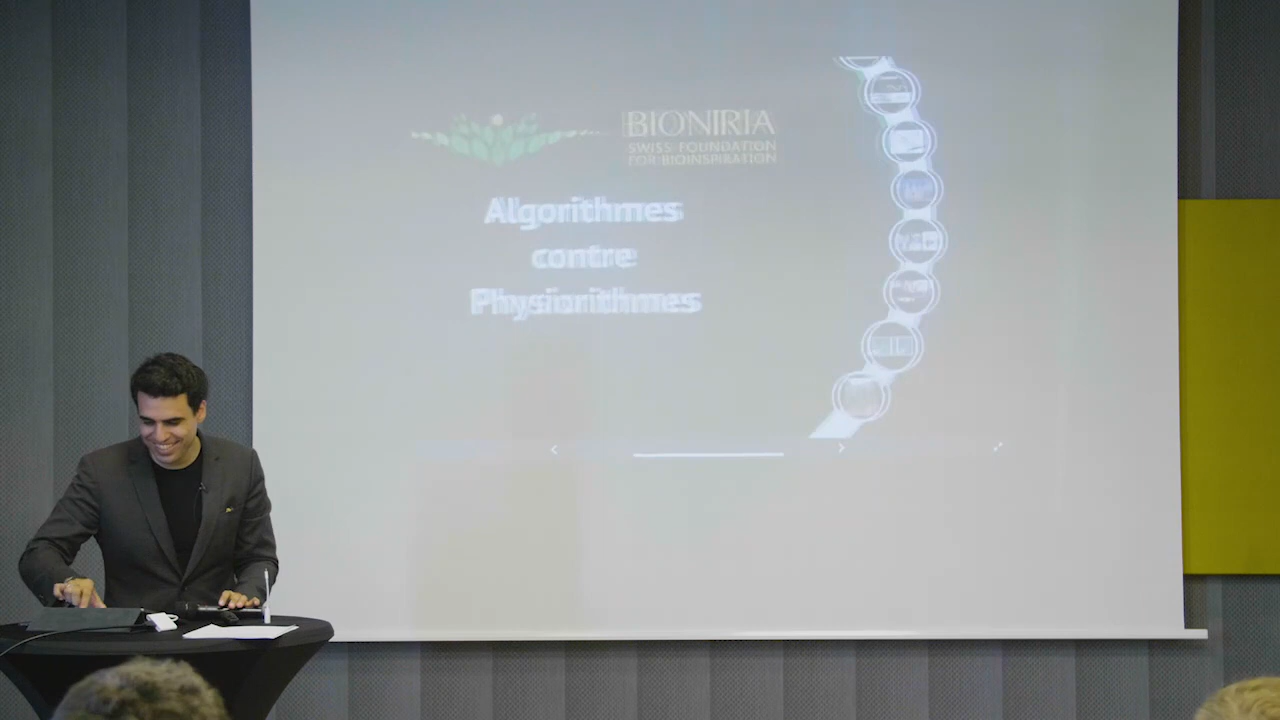 BIONIRIA
SWISS FOUNDATION
FOR BIOINSPIRATION
Algorithmes
contre
Physiorithmes